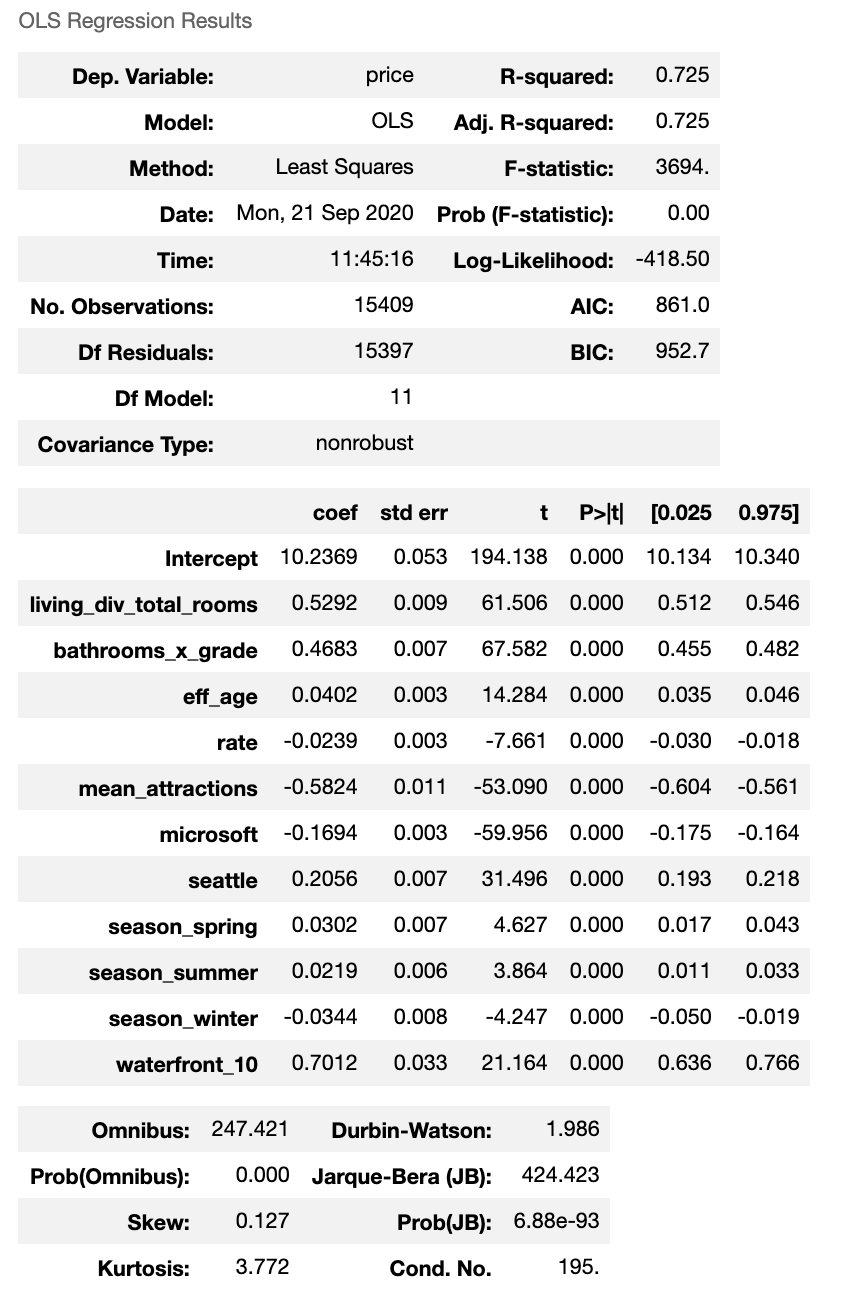 OLS Regression Results
Dep. Variable: price R-squared: 0.725
Model: OLS Adj. R-squared: 0.725
Method: Least Squares F-statistic: 3694.
Date: Mon, 21 Sep 2020 Prob (F-statistic): 0.00
Time: 11:45:16 Log-Likelihood: -418.50
No. Observations: 15409 AIC: 861.0
Df Residuals: 15397 BIC: 952.7
Df Model: 11
Covariance Type: nonrobust
coef std err t P>|t| [0.025 0.975]
Intercept 10.2369 0.053 194.138 0.000 10.134 10.340
living_div_total_rooms 0.5292 0.009 61.506 0.000 0.512 0.546
bathrooms_x_grade 0.4683 0.007 67.582 0.000 0.455 0.482
eff_age 0.0402 0.003 14.284 0.000 0.035 0.046
rate -0.0239 0.003 -7.661 0.000 -0.030 -0.018
mean_attractions -0.5824 0.011 -53.090 0.000 -0.604 -0.561
microsoft -0.1694 0.003 -59.956 0.000 -0.175 -0.164
seattle 0.2056 0.007 31.496 0.000 0.193 0.218
season_spring 0.0302 0.007 4.627 0.000 0.017 0.043
season_summer 0.0219 0.006 3.864 0.000 0.011 0.033
season_winter -0.0344 0.008 -4.247 0.000 -0.050 -0.019
waterfront_10 0.7012 0.033 21.164 0.000 0.636 0.766
Omnibus: 247.421 Durbin-Watson: 1.986
Prob(Omnibus): 0.000 Jarque-Bera (JB): 424.423
Skew: 0.127 Prob(JB): 6.88e-93
Kurtosis: 3.772 Cond. No. 195.